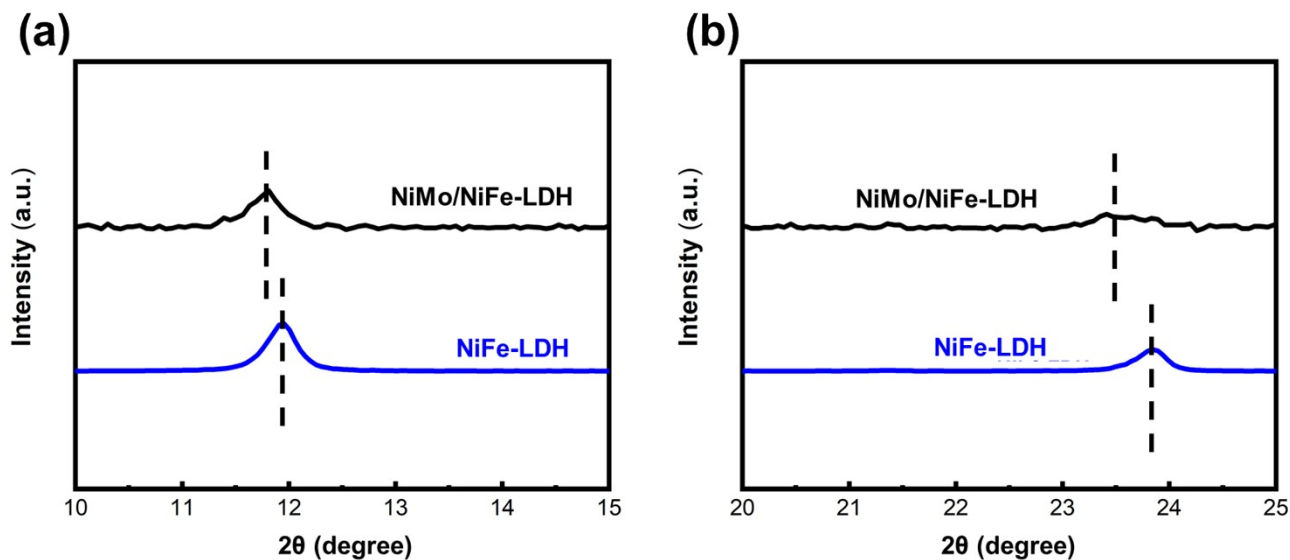 (a)
Intensity (a.u.)
NiMo/NiFe-LDH
NiFe-LDH
10 11 12 13 14 15
2θ (degree)
(b)
Intensity (a.u.)
NiMo/NiFe-LDH
NiFe-LDH
20 21 22 23 24 25
2θ (degree)